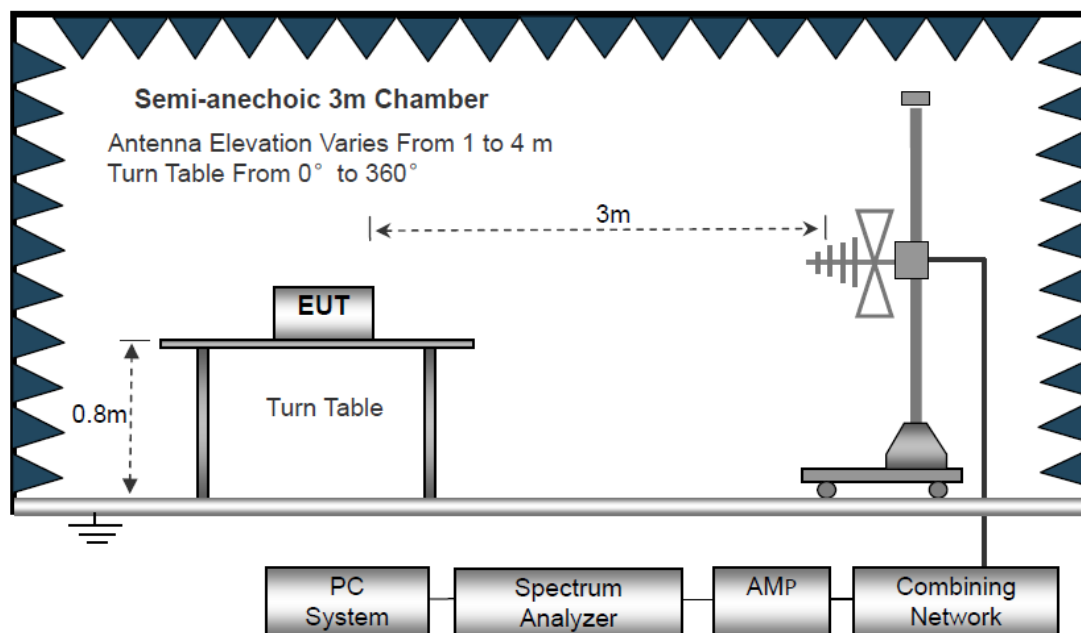 Semi-anechoic 3m Chamber
Antenna Elevation Varies From 1 to 4 m
Turn Table From 0° to 360°
3m
EUT
0.8m
Turn Table
PC
System
Spectrum
Analyzer
AMP
Combining
Network